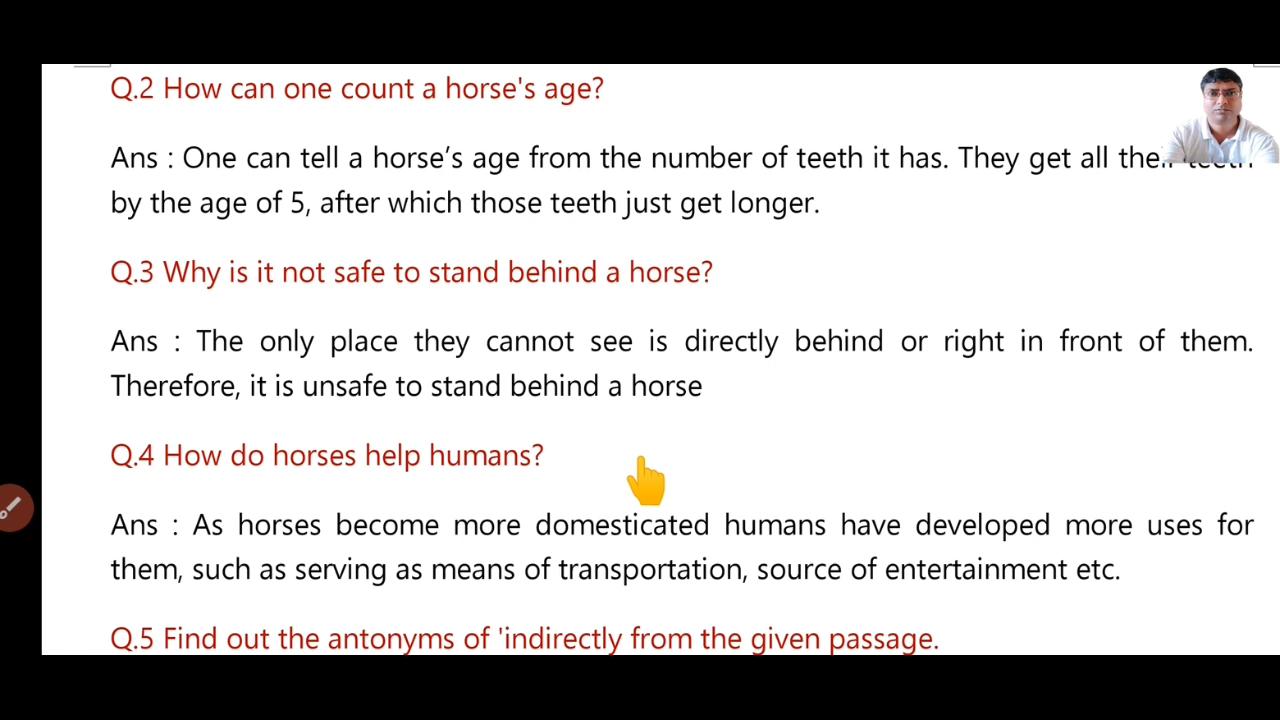 Q.2 How can one count a horse's age?
Ans : One can tell a horse’s age from the number of teeth it has. They get all their teeth
by the age of 5, after which those teeth just get longer.
Q.3 Why is it not safe to stand behind a horse?
Ans : The only place they cannot see is directly behind or right in front of them.
Therefore, it is unsafe to stand behind a horse
Q.4 How do horses help humans?
Ans : As horses become more domesticated humans have developed more uses for
them, such as serving as means of transportation, source of entertainment etc.
Q.5 Find out the antonyms of 'indirectly from the given passage.